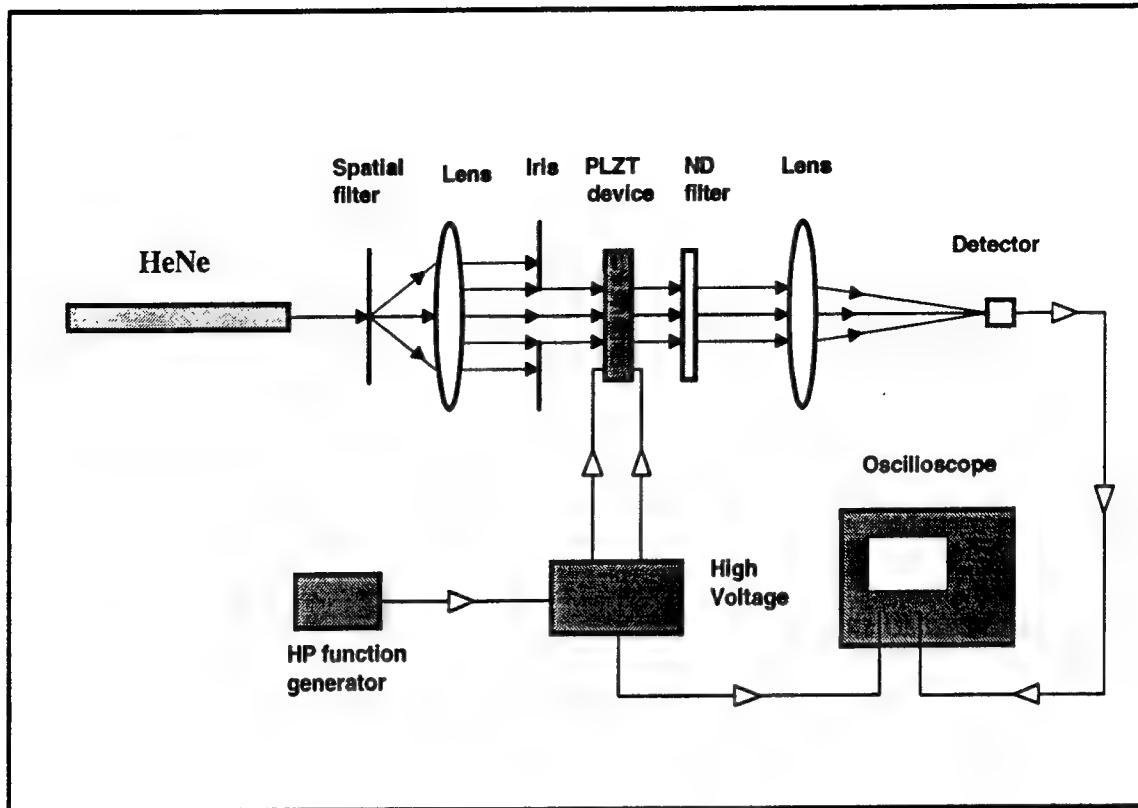 Spatial
filter
Lens
Iris
PLZT
device
ND
filter
Lens
Detector
HeNe
Oscilloscope
High
Voltage
HP function
generator